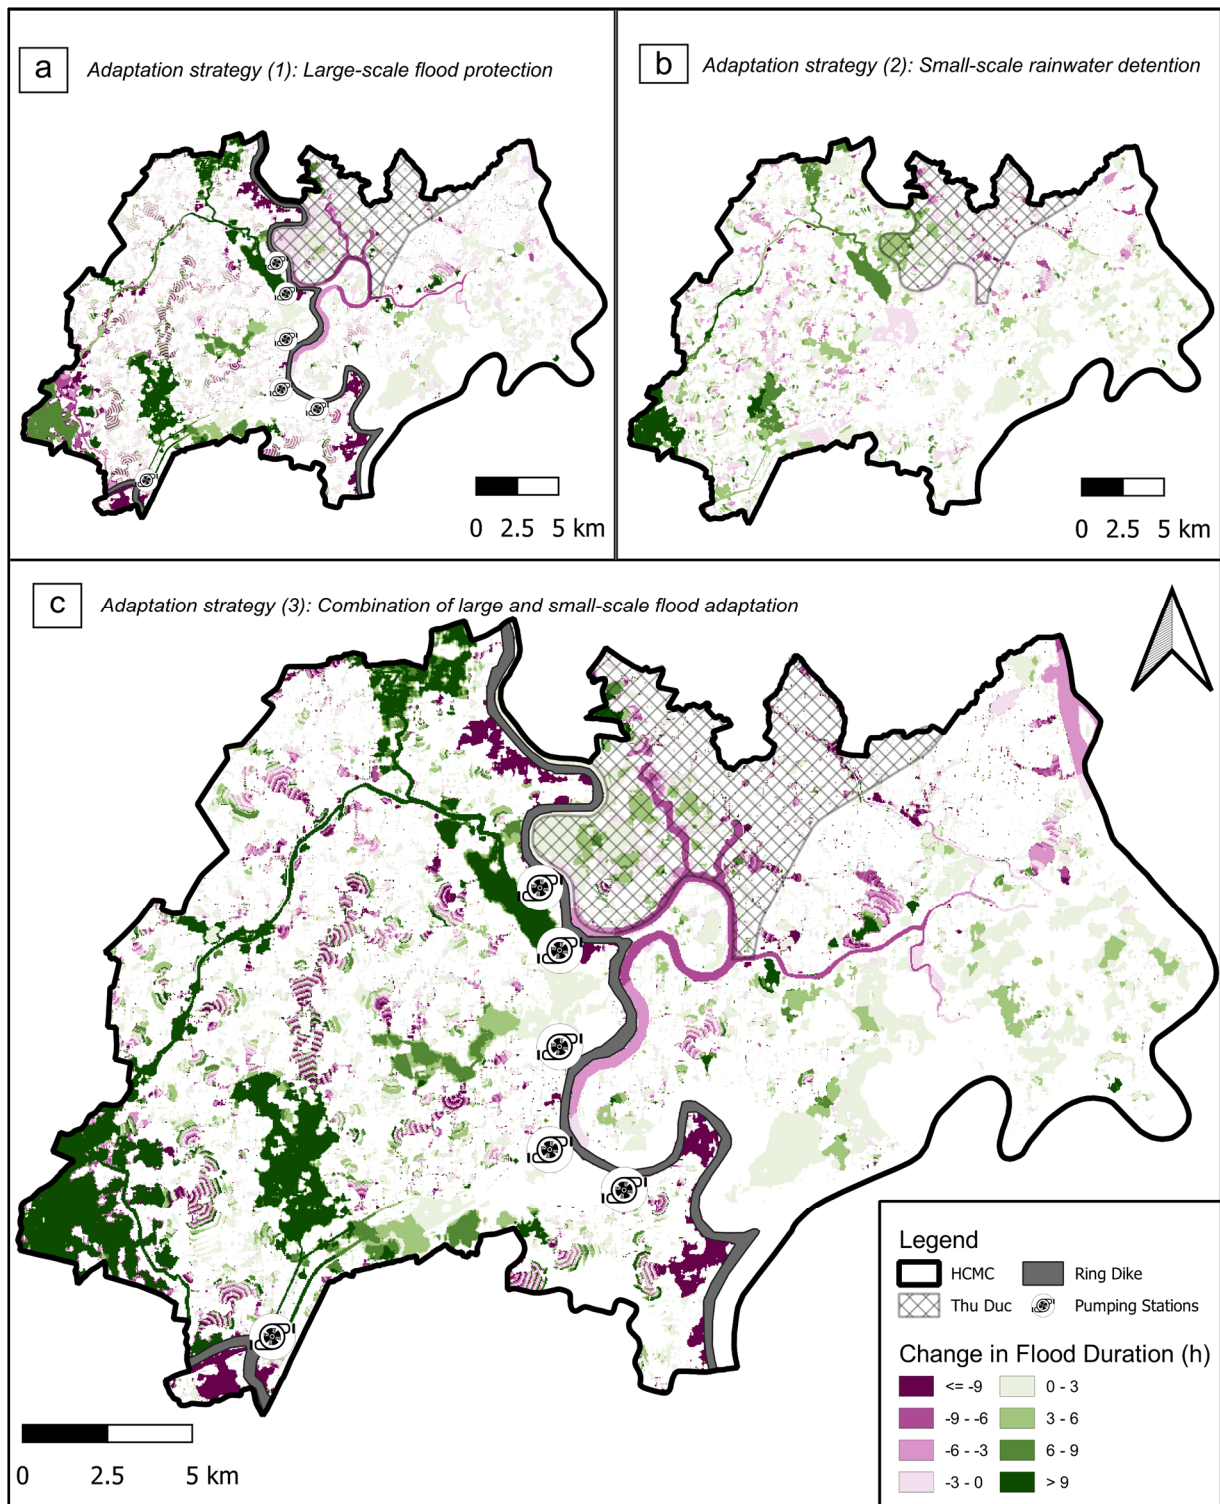 a
Adaptation strategy (1): Large-scale flood protection
0 2.5 5 km
b
Adaptation strategy (2): Small-scale rainwater detention
0 2.5 5 km
c
Adaptation strategy (3): Combination of large and small-scale flood adaptation
0 2.5 5 km
Legend
HCMC
Ring Dike
Thu Duc
Pumping Stations
Change in Flood Duration (h)
<= -9
0 - 3
-9 - -6
3 - 6
-6 - -3
6 - 9
-3 - 0
> 9